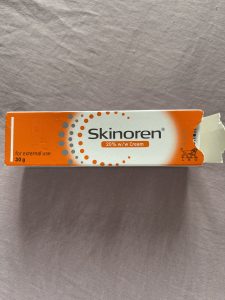 Skinoren®
20% w/w Cream
for external use
30 g